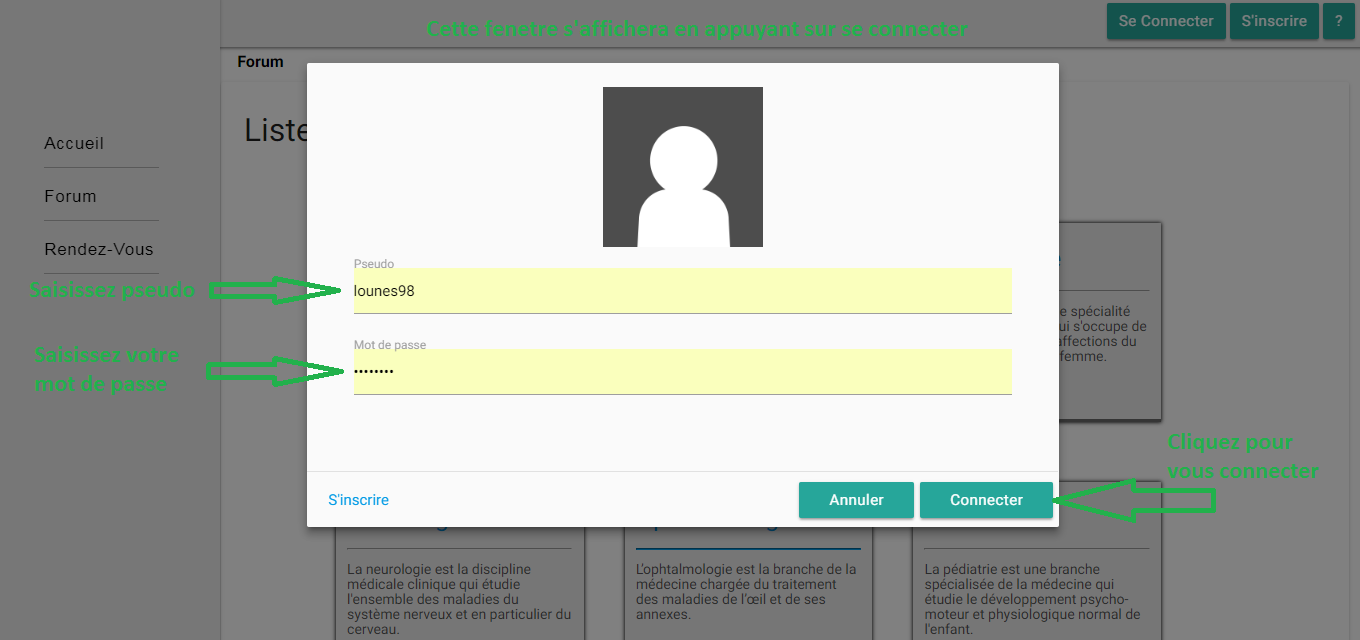 Cette fenetre s'affichera en appuyant sur se connecter
Se Connecter
S'inscrire
?
Forum
Liste
Accueil
Forum
Rendez-Vous
Pseudo
Saisissez pseudo
lounes98
Mot de passe
Saisissez votre
mot de passe
••••••••
spécialité
s'occupe de
affections du
femme.
Cliquez pour
vous connecter
S'inscrire
Annuler
Connecter
La neurologie est la discipline
médicale clinique qui étudie
l'ensemble des maladies du
système nerveux et en particulier du
cerveau.
L'ophtalmologie est la branche de la
médecine chargée du traitement
des maladies de l'œil et de ses
annexes.
La pédiatrie est une branche
spécialisée de la médecine qui
étudie le développement psycho-
moteur et physiologique normal de
l'enfant.